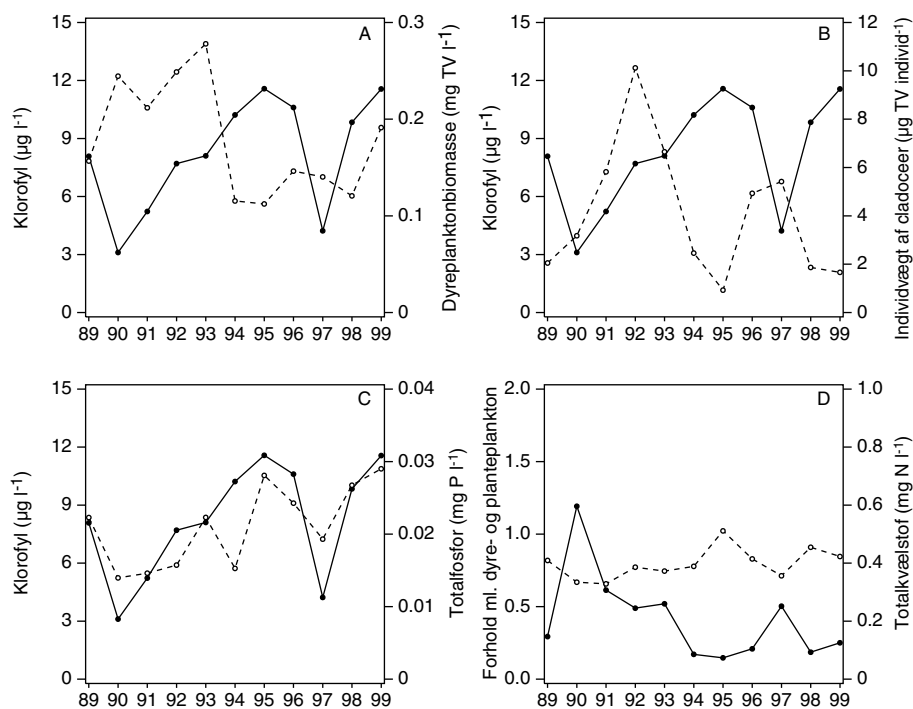 A
Klorofyl (µg l-1)
15
12
9
6
3
0
Dyreplanktonbiomasse (mg TV l-1)
0.3
0.2
0.1
0
89 90 91 92 93 94 95 96 97 98 99
B
Klorofyl (µg l-1)
15
12
9
6
3
0
Individvægt af cladoceer (µg TV individ-1)
12
10
8
6
4
2
0
89 90 91 92 93 94 95 96 97 98 99
C
Klorofyl (µg l-1)
15
12
9
6
3
0
Totalfosfor (mg P l-1)
0.04
0.03
0.02
0.01
0
89 90 91 92 93 94 95 96 97 98 99
D
Forhold ml. dyre- og planteplankton
2.0
1.5
1.0
0.5
0.0
Totalkvælstof (mg N l-1)
1.0
0.8
0.6
0.4
0.2
0
89 90 91 92 93 94 95 96 97 98 99